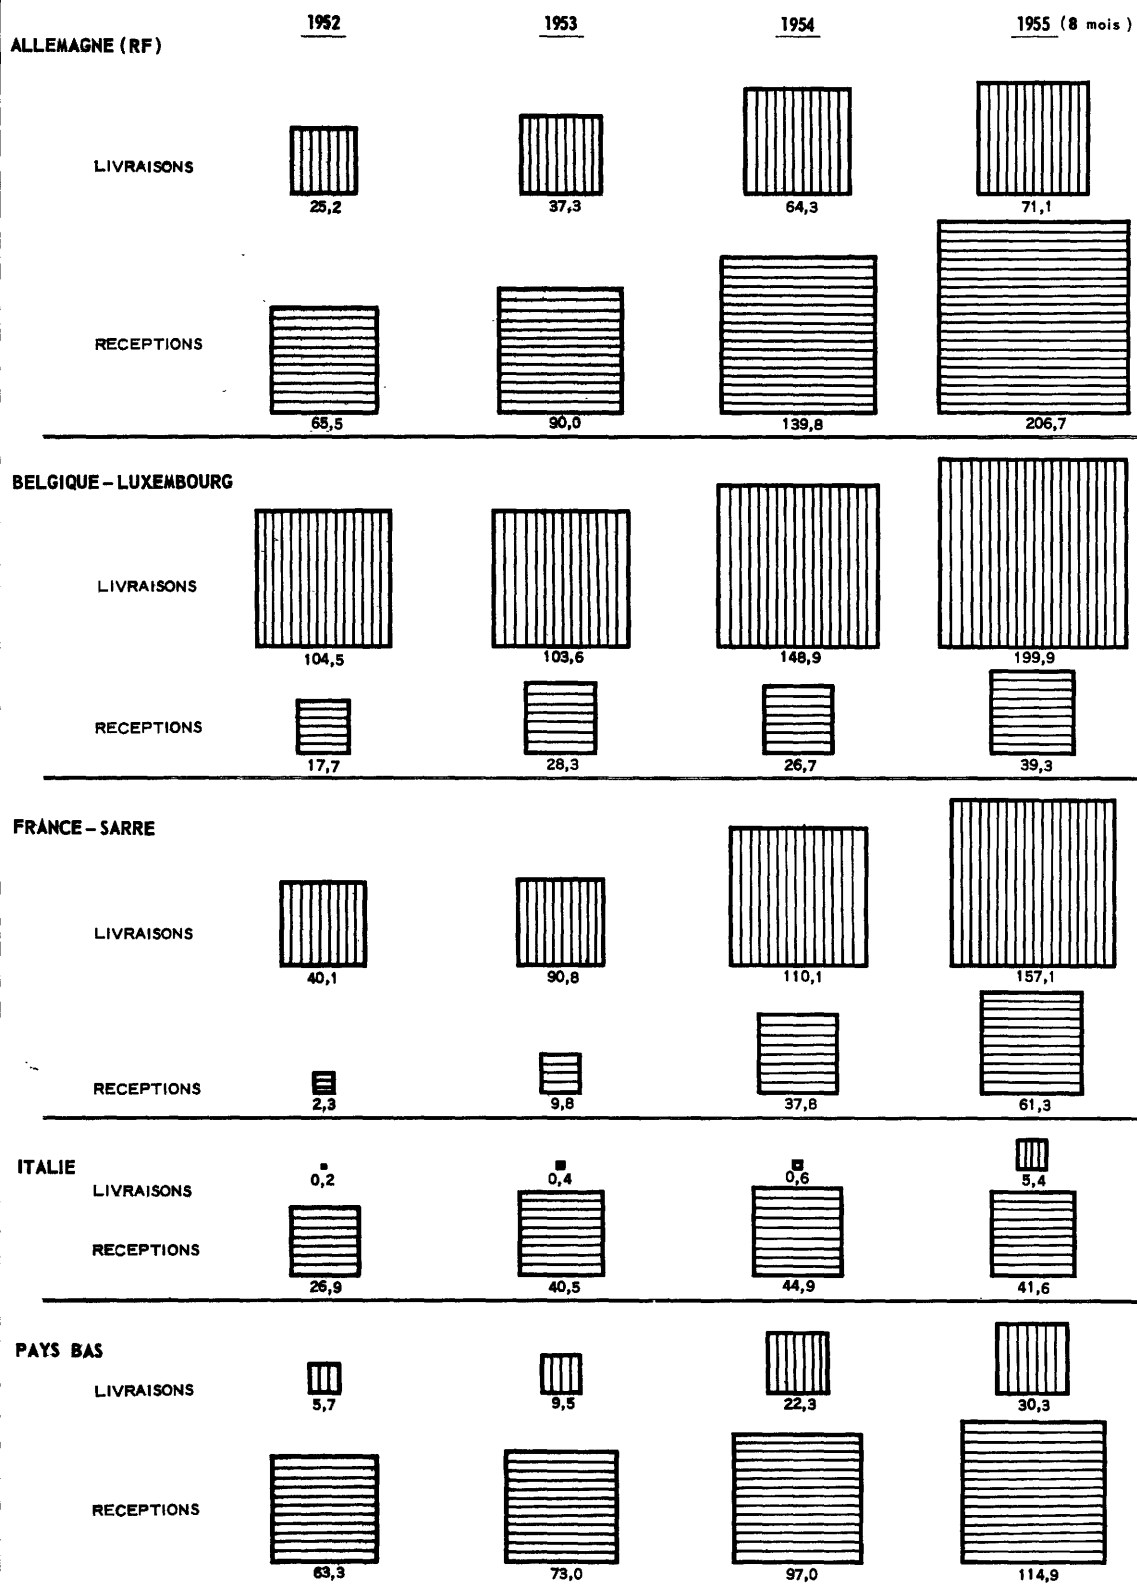 1952 1953 1954 1955 (8 mois)
ALLEMAGNE (RF)
LIVRAISONS
25,2 37,3 64,3 71,1
RECEPTIONS
65,5 90,0 139,8 206,7
BELGIQUE-LUXEMBOURG
LIVRAISONS
104,5 103,6 148,9 199,9
RECEPTIONS
17,7 28,3 26,7 39,3
FRANCE-SARRE
LIVRAISONS
40,1 90,8 110,1 157,1
RECEPTIONS
2,3 9,8 37,8 61,3
ITALIE
0,2 0,4 0,6 5,4
LIVRAISONS
RECEPTIONS
26,9 40,5 44,9 41,6
PAYS BAS
LIVRAISONS
5,7 9,5 22,3 30,3
RECEPTIONS
63,3 73,0 97,0 114,9